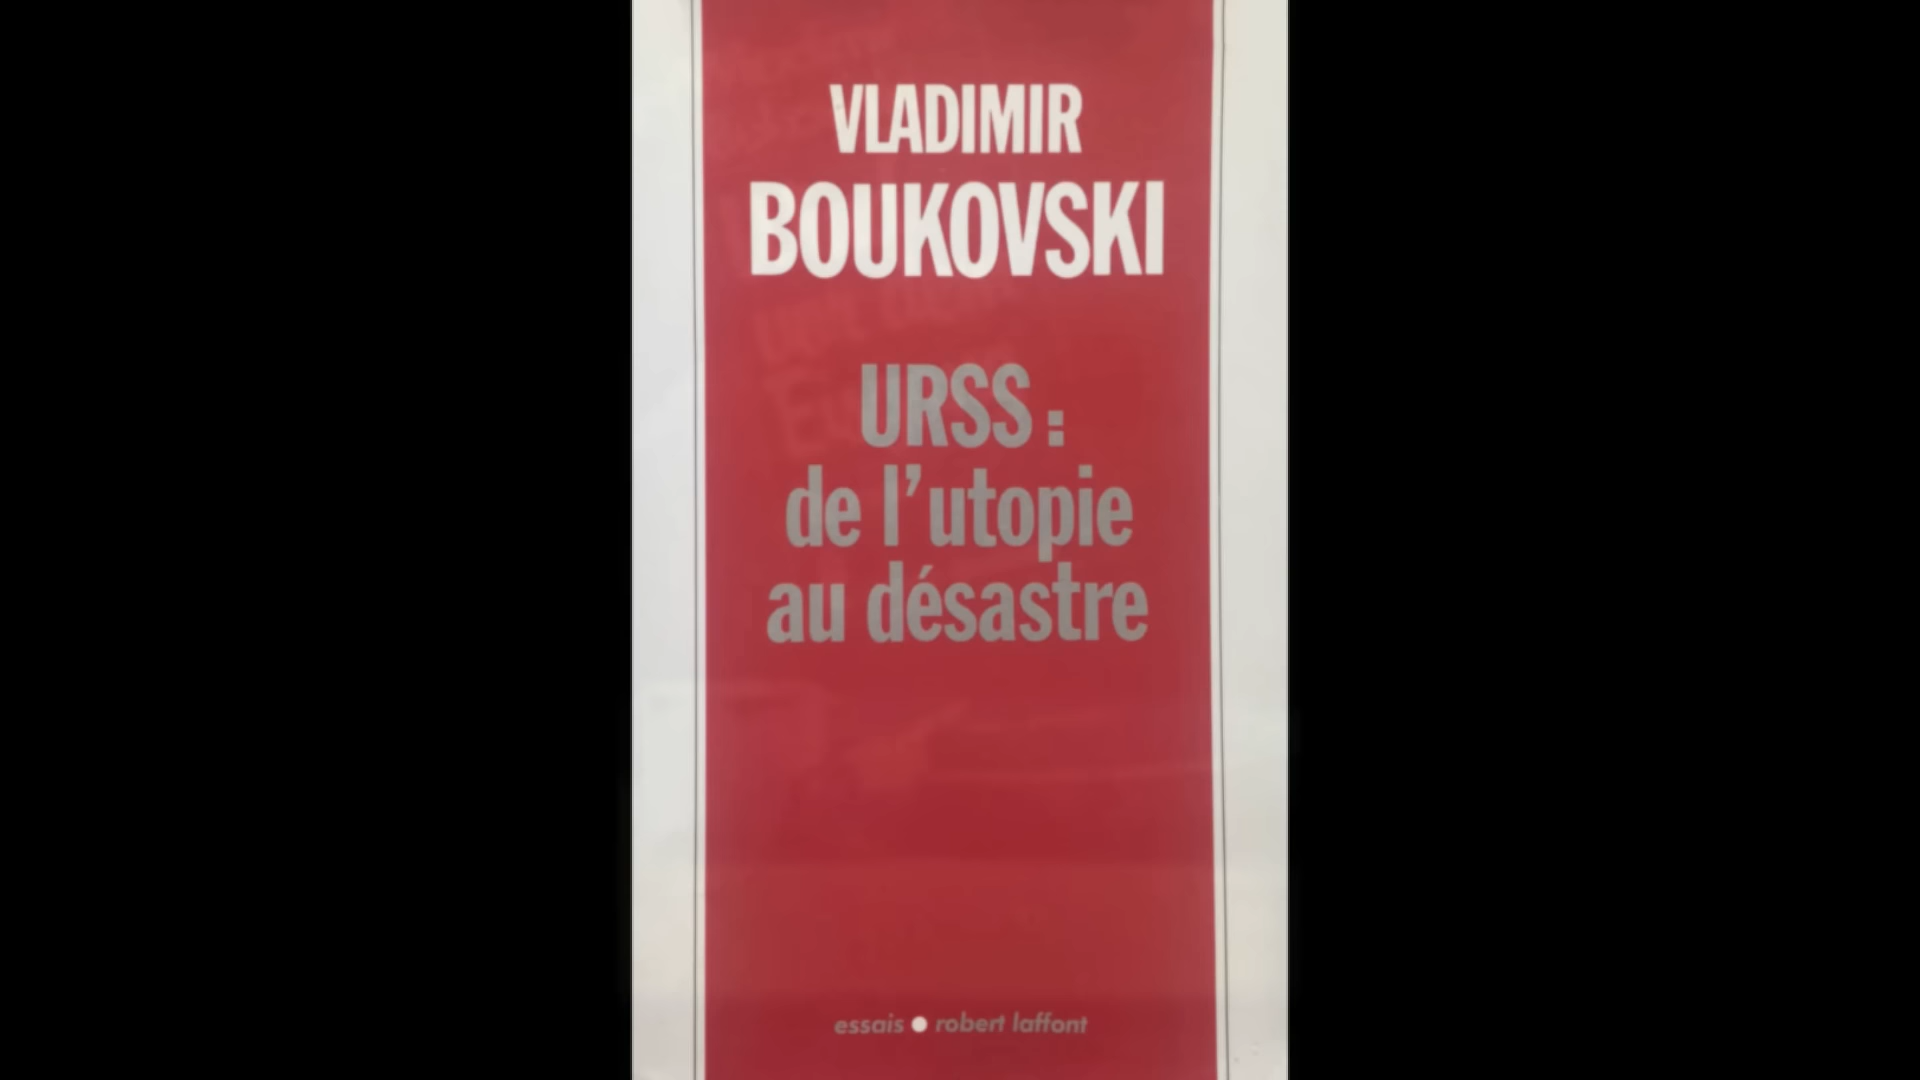 VLADIMIR
BOUKOVSKI
URSS :
de l'utopie
au désastre
essais ● robert laffont